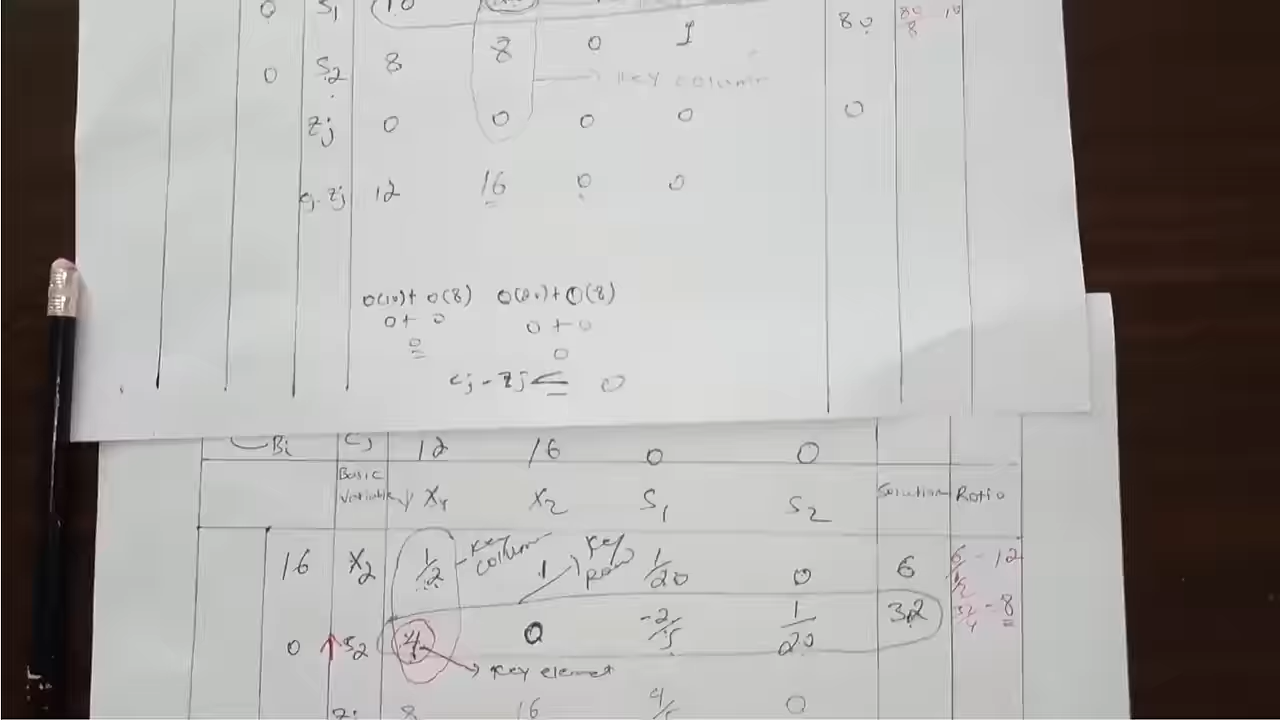 0 S1 10
0 S2 8 8 0 1 80 80/8 10
Key column
Zj 0 0 0 0 0
Cj-Zj 12 16 0 0
0(10)+ 0(8) 0(20)+0(8)
0+ 0 0 + 0
0 0
Cj - Zj ≤ 0
Bi Cj 12 16 0 0
Basic Variable X1 X2 S1 S2 Solution Ratio
16 X2 1/2 Key column 1 Key Row 1/20 0 6 6/1/2 - 12
0 S2 4 0 -2/5 1/20 32 32/4 - 8
Key element
Zj 8 16 4/5 0